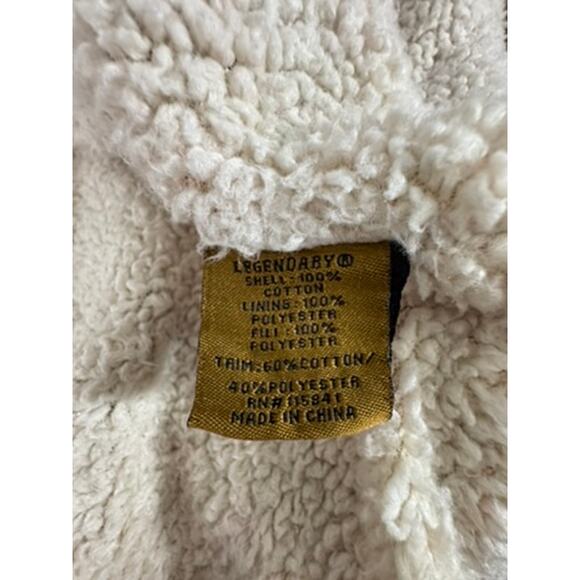 LEGENDARY®
SHELL: 100%
COTTON
LINING: 100%
POLYESTER
FILL: 100%
POLYESTER
TRIM: 60% COTTON/
40% POLYESTER
RN# 115841
MADE IN CHINA